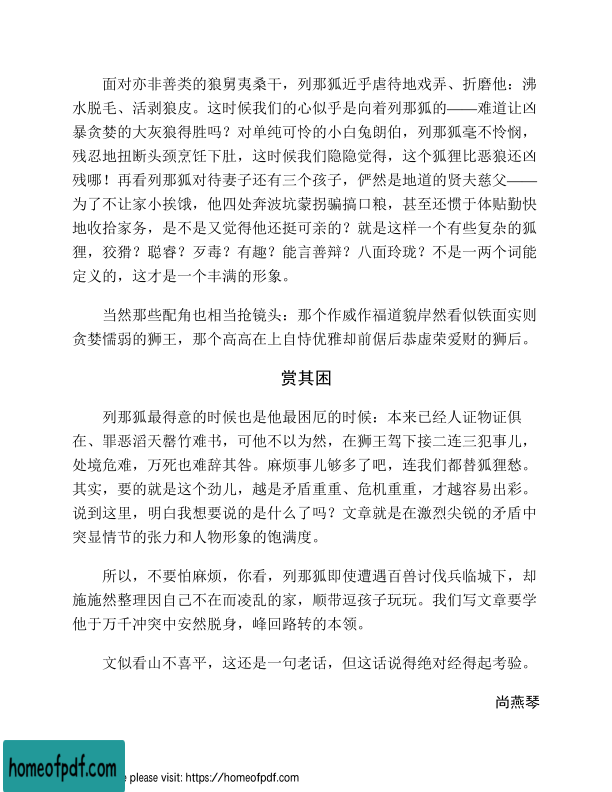 面对亦非善类的狼舅夷桑干，列那狐近乎虐待地戏弄、折磨他：沸
水脱毛、活剥狼皮。这时候我们的心似乎是向着列那狐的——难道让凶
暴贪婪的大灰狼得胜吗？对单纯可怜的小白兔朗伯，列那狐毫不怜悯，
残忍地扭断头颈烹饪下肚，这时候我们隐隐觉得，这个狐狸比恶狼还凶
残哪！再看列那狐对待妻子还有三个孩子，俨然是地道的贤夫慈父——
为了不让家小挨饿，他四处奔波坑蒙拐骗搞口粮，甚至还惯于体贴勤快
地收拾家务，是不是又觉得他还挺可亲的？就是这样一个有些复杂的狐
狸，狡猾？聪睿？歹毒？有趣？能言善辩？八面玲珑？不是一两个词能
定义的，这才是一个丰满的形象。
当然那些配角也相当抢镜头：那个作威作福道貌岸然看似铁面实则
贪婪懦弱的狮王，那个高高在上自恃优雅却前倨后恭虚荣爱财的狮后。
赏其困
列那狐最得意的时候也是他最困厄的时候：本来已经人证物证俱
在、罪恶滔天罄竹难书，可他不以为然，在狮王驾下接二连三犯事儿，
处境危难，万死也难辞其咎。麻烦事儿够多了吧，连我们都替狐狸愁。
其实，要的就是这个劲儿，越是矛盾重重、危机重重，才越容易出彩。
说到这里，明白我想要说的是什么了吗？文章就是在激烈尖锐的矛盾中
突显情节的张力和人物形象的饱满度。
所以，不要怕麻烦，你看，列那狐即使遭遇百兽讨伐兵临城下，却
施施然整理因自己不在而凌乱的家，顺带逗孩子玩玩。我们写文章要学
他于万千冲突中安然脱身，峰回路转的本领。
文似看山不喜平，这还是一句老话，但这话说得绝对经得起考验。
尚燕琴
homeofpdf.com
e please visit: https://homeofpdf.com